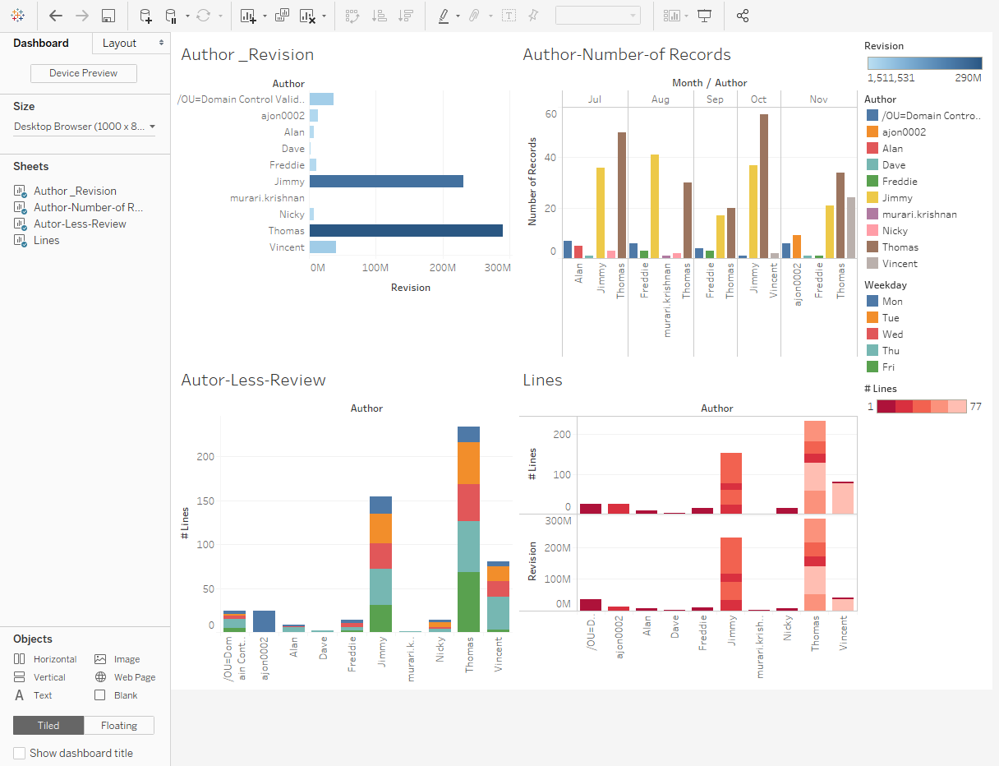 Dashboard
Layout
Device Preview
Size
Desktop Browser (1000 x 8...
Sheets
Author _Revision
Author-Number-of R...
Autor-Less-Review
Lines
Objects
Horizontal
Image
Vertical
Web Page
A Text
Blank
Tiled
Floating
Show dashboard title
Author _Revision
Author
/OU=Domain Control Valid..
ajon0002
Alan
Dave
Freddie
Jimmy
murari.krishnan
Nicky
Thomas
Vincent
0M 100M 200M 300M
Revision
Author-Number-of Records
Month / Author
Jul Aug Sep Oct Nov
Number of Records
60
40
20
0
Alan
Jimmy
Thomas
Freddie
murari.krishnan
Thomas
Freddie
Thomas
Jimmy
Vincent
ajon0002
Freddie
Thomas
Autor-Less-Review
Author
# Lines
200
150
100
50
0
/OU=Dom
ain Cont..
ajon0002
Alan
Dave
Freddie
Jimmy
murari.k..
Nicky
Thomas
Vincent
Lines
Author
# Lines
200
100
0
Revision
300M
200M
100M
0M
/OU=D..
ajon0002
Alan
Dave
Freddie
Jimmy
murari.krish..
Nicky
Thomas
Vincent
Revision
1,511,531 290M
Author
/OU=Domain Contro..
ajon0002
Alan
Dave
Freddie
Jimmy
murari.krishnan
Nicky
Thomas
Vincent
Weekday
Mon
Tue
Wed
Thu
Fri
# Lines
1 77